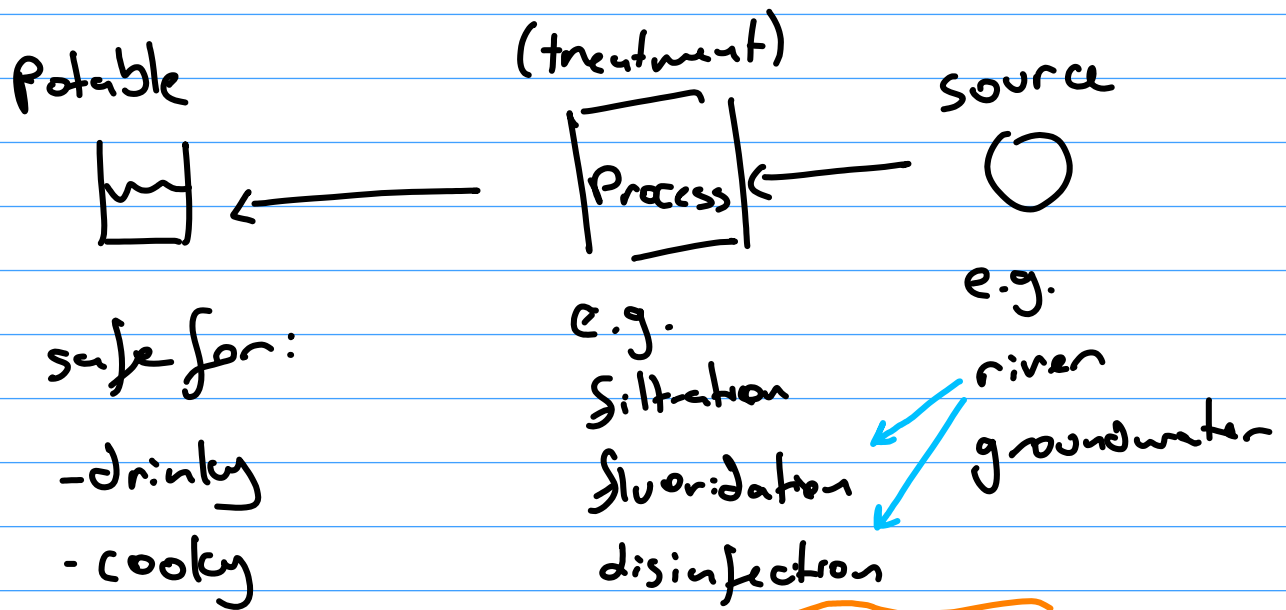 potable
(treatment)
source
Process
safe for:
-drinky
- cooky
e.g.
filtration
fluoridation
disinfection
e.g.
river
groundwater